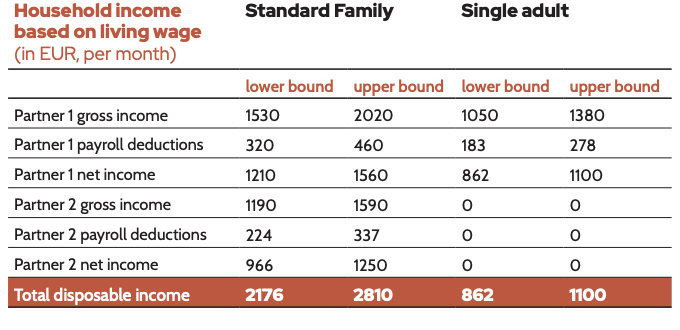 Household income Standard Family Single adult
based on living wage
(in EUR, per month)
lower bound upper bound lower bound upper bound
Partner 1 gross income 1530 2020 1050 1380
Partner 1 payroll deductions 320 460 183 278
Partner 1 net income 1210 1560 862 1100
Partner 2 gross income 1190 1590 0 0
Partner 2 payroll deductions 224 337 0 0
Partner 2 net income 966 1250 0 0
Total disposable income 2176 2810 862 1100